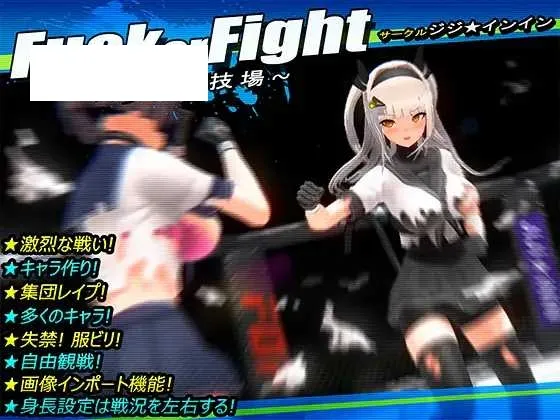 Fight
サークル ジジ★インイン
技場～
★激烈な戦い!
★キャラ作り!
★集団レイプ!
★多くのキャラ!
★失禁! 服ビリ!
★自由観戦!
★画像インポート機能!
★身長設定は戦況を左右する!